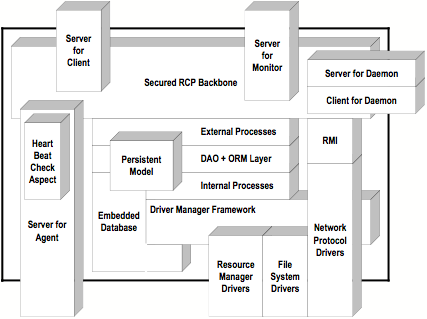 Server
for
Client
Server
for
Monitor
Secured RCP Backbone
Server for Daemon
Client for Daemon
External Processes
RMI
Heart
Beat
Check
Aspect
Persistent
Model
DAO + ORM Layer
Internal Processes
Server for
Agent
Embedded
Database
Driver Manager Framework
Network
Protocol
Drivers
Resource
Manager
Drivers
File
System
Drivers